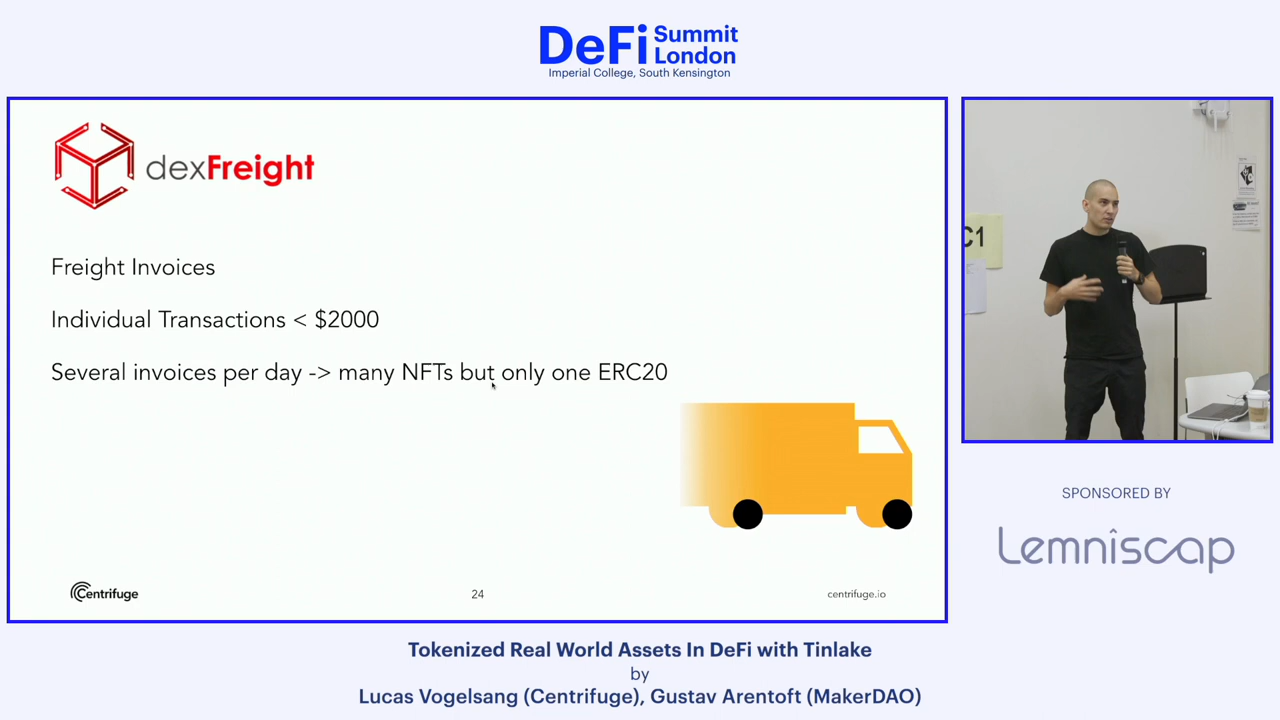 DeFi Summit
London
Imperial College, South Kensington
dexFreight
Freight Invoices
Individual Transactions < $2000
Several invoices per day -> many NFTs but only one ERC20
Centrifuge
24
centrifuge.io
C1
SPONSORED BY
Lemniscap
Tokenized Real World Assets In DeFi with Tinlake
by
Lucas Vogelsang (Centrifuge), Gustav Arentoft (MakerDAO)